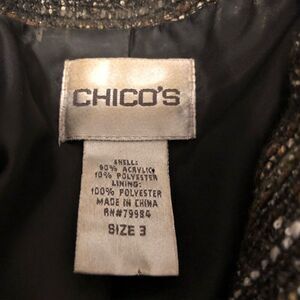 CHICO'S
SHELL:
90% ACRYLIC
10% POLYESTER
LINING:
100% POLYESTER
MADE IN CHINA
RN#79984
SIZE 3